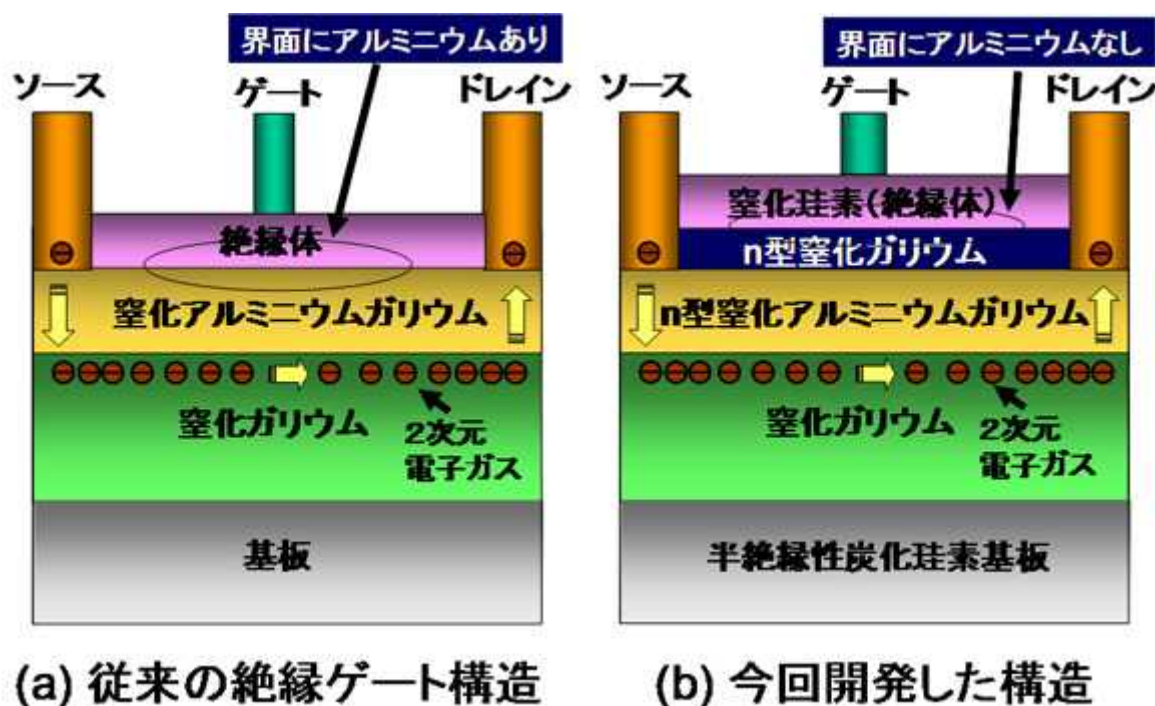 界面にアルミニウムあり
ソース
ゲート
ドレイン
絶縁体
窒化アルミニウムガリウム
窒化ガリウム
2次元
電子ガス
基板
(a) 従来の絶縁ゲート構造
界面にアルミニウムなし
ソース
ゲート
ドレイン
窒化珪素(絶縁体)
n型窒化ガリウム
n型窒化アルミニウムガリウム
窒化ガリウム
2次元
電子ガス
半絶縁性炭化珪素基板
(b) 今回開発した構造